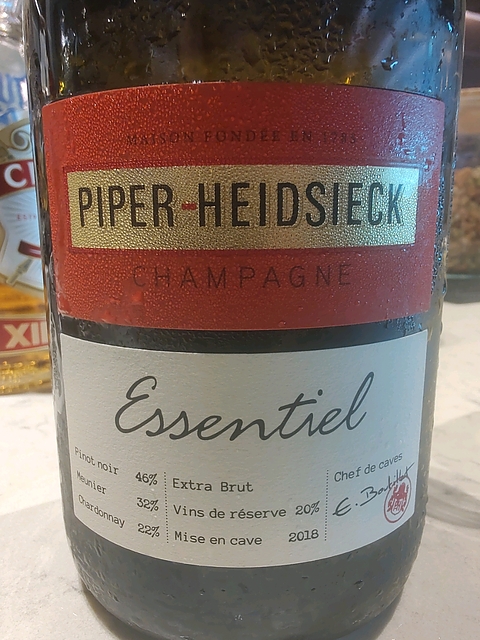 MAISON FONDÉE EN 1785
PIPER-HEIDSIECK
CHAMPAGNE
Essentiel
Pinot noir 46%
Meunier 32%
Chardonnay 22%
Extra Brut
Vins de réserve 20%
Mise en cave 2018
Chef de caves
XII